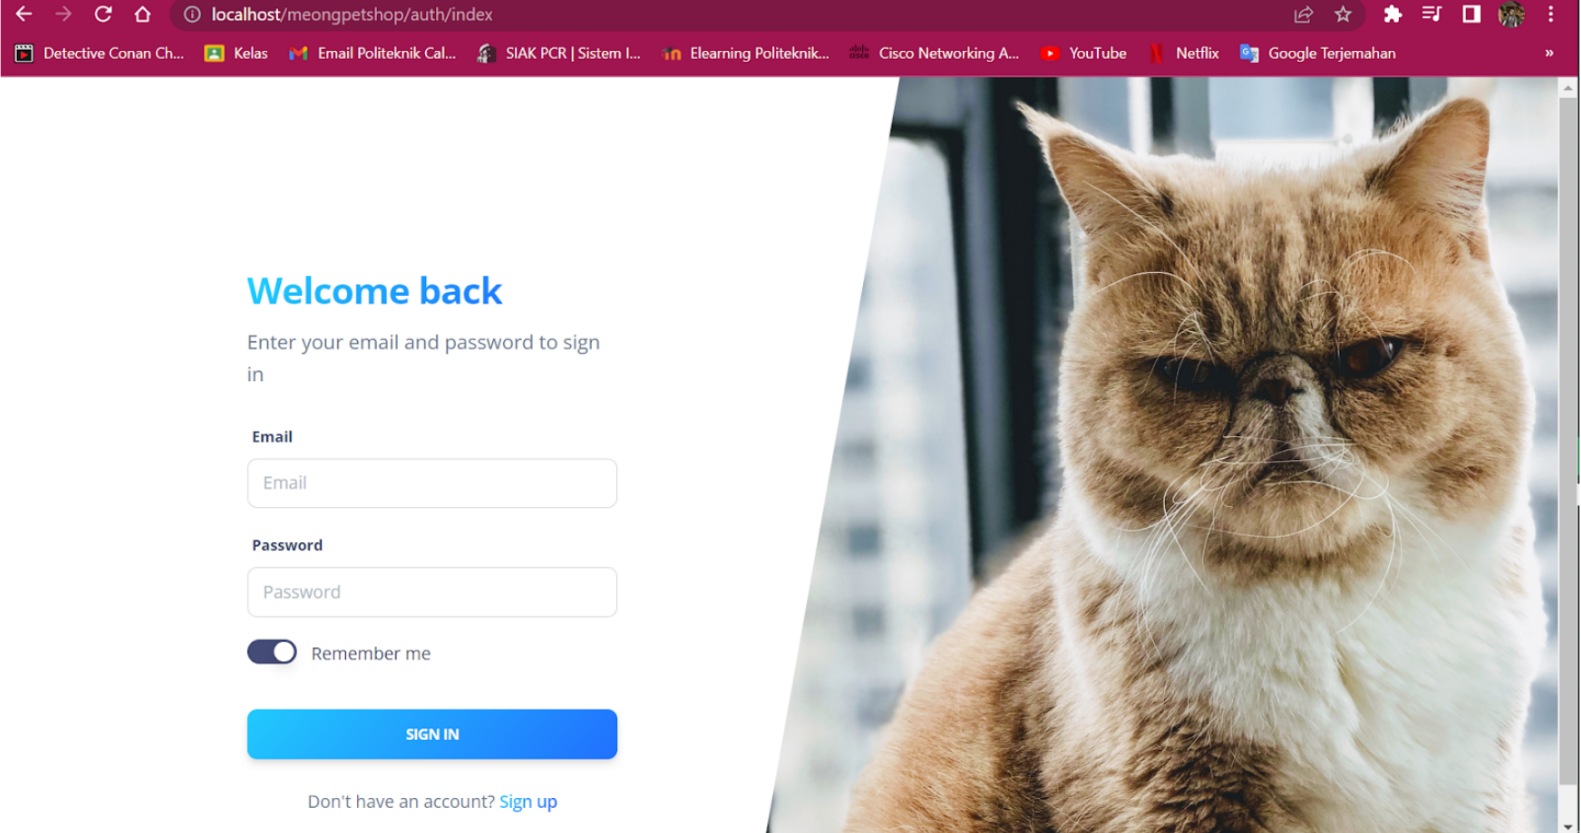 localhost/meongpetshop/auth/index
Detective Conan Ch... Kelas Email Politeknik Cal... SIAK PCR | Sistem I... Elearning Politeknik... Cisco Networking A... YouTube Netflix Google Terjemahan »
Welcome back
Enter your email and password to sign
in
Email
Email
Password
Password
Remember me
SIGN IN
Don't have an account? Sign up